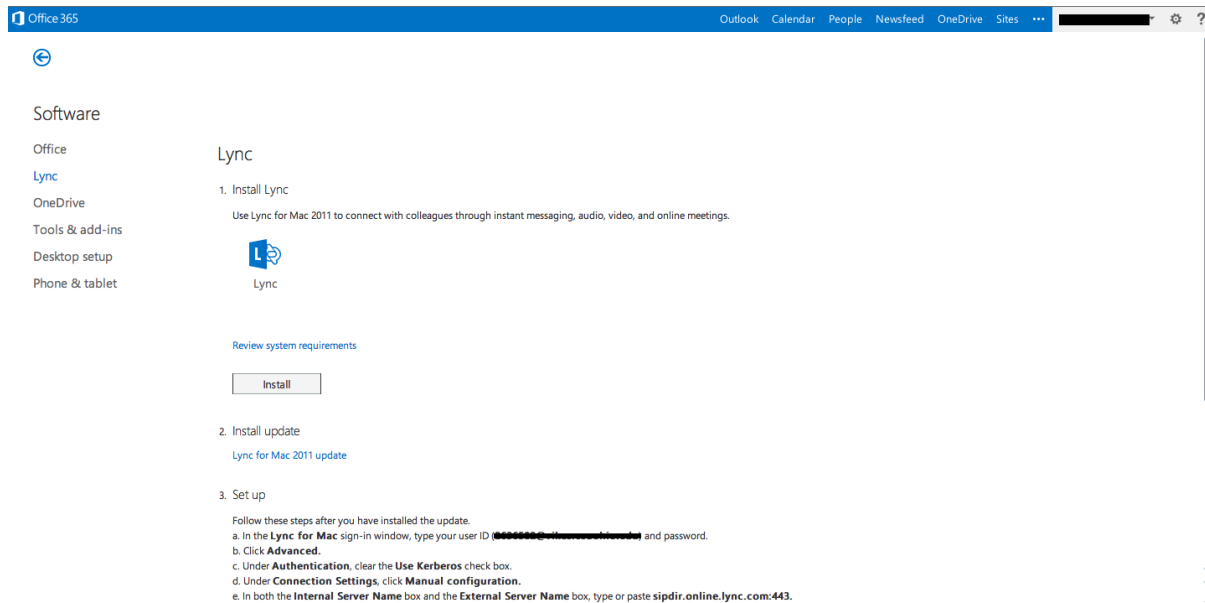 Office 365
Outlook Calendar People Newsfeed OneDrive Sites ••• ?
Software
Office
Lync
OneDrive
Tools & add-ins
Desktop setup
Phone & tablet
Lync
1. Install Lync
Use Lync for Mac 2011 to connect with colleagues through instant messaging, audio, video, and online meetings.
L
Lync
Review system requirements
Install
2. Install update
Lync for Mac 2011 update
3. Set up
Follow these steps after you have installed the update.
a. In the Lync for Mac sign-in window, type your user ID ( ) and password.
b. Click Advanced.
c. Under Authentication, clear the Use Kerberos check box.
d. Under Connection Settings, click Manual configuration.
e. In both the Internal Server Name box and the External Server Name box, type or paste sipdir.online.lync.com:443.